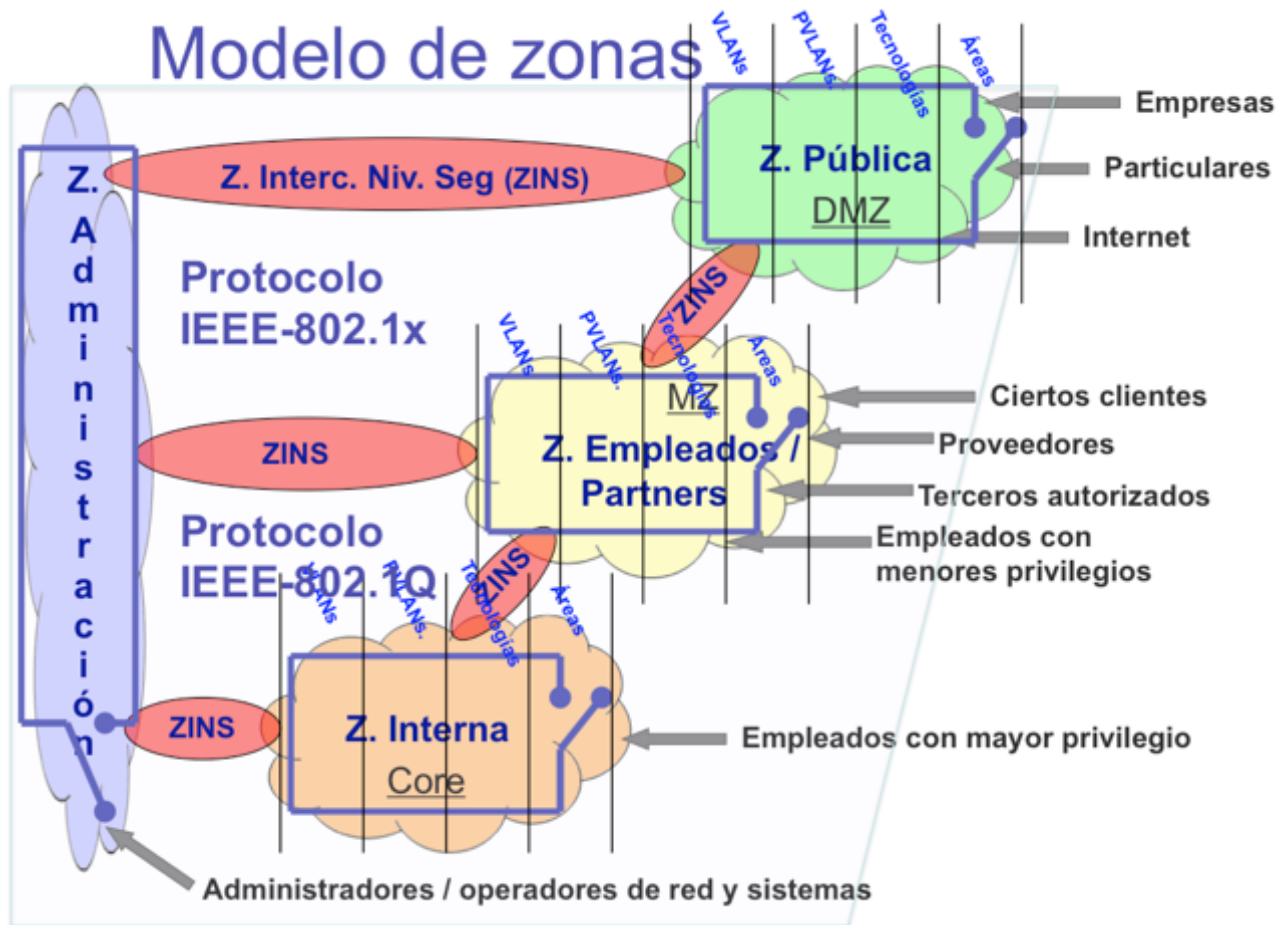 Modelo de zonas
VLANs
PVLANs.
Tecnologías
Áreas
Empresas
Z. Pública
DMZ
Particulares
Internet
Z. Interc. Niv. Seg (ZINS)
Z.
Administración
Protocolo
IEEE-802.1x
ZINS
VLANs
PVLANs.
Tecnologías
Áreas
MZ
Z. Empleados /
Partners
Ciertos clientes
Proveedores
Terceros autorizados
Empleados con
menores privilegios
ZINS
Protocolo
IEEE-802.1Q
ZINS
VLANs
PVLANs.
Tecnologías
Áreas
Z. Interna
Core
ZINS
Empleados con mayor privilegio
Administradores / operadores de red y sistemas